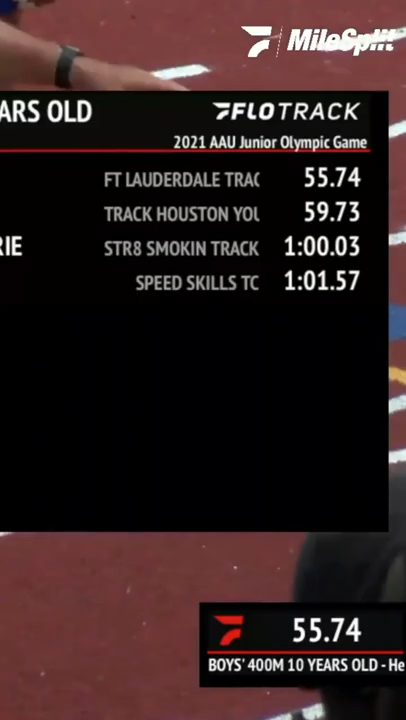 MileSplit
ARS OLD
FLOTRACK
2021 AAU Junior Olympic Game
FT LAUDERDALE TRAC 55.74
TRACK HOUSTON YOU 59.73
RIE STR8 SMOKIN TRACK 1:00.03
SPEED SKILLS TC 1:01.57
55.74
BOYS' 400M 10 YEARS OLD - He